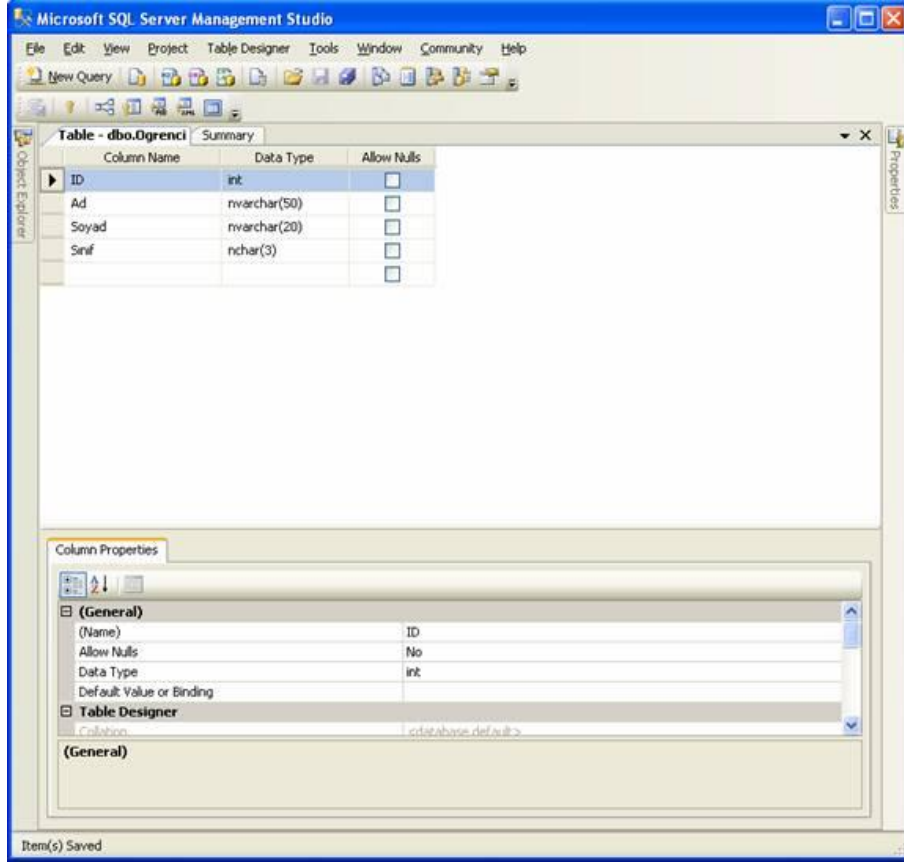 Microsoft SQL Server Management Studio
File Edit View Project Table Designer Tools Window Community Help
New Query
Table - dbo.Ogrenci Summary
Object Explorer
Properties
Column Name Data Type Allow Nulls
ID int
Ad nvarchar(50)
Soyad nvarchar(20)
Sınıf nchar(3)
Column Properties
(General)
(Name) ID
Allow Nulls No
Data Type int
Default Value or Binding
Table Designer
Collation <database default>
(General)
Item(s) Saved